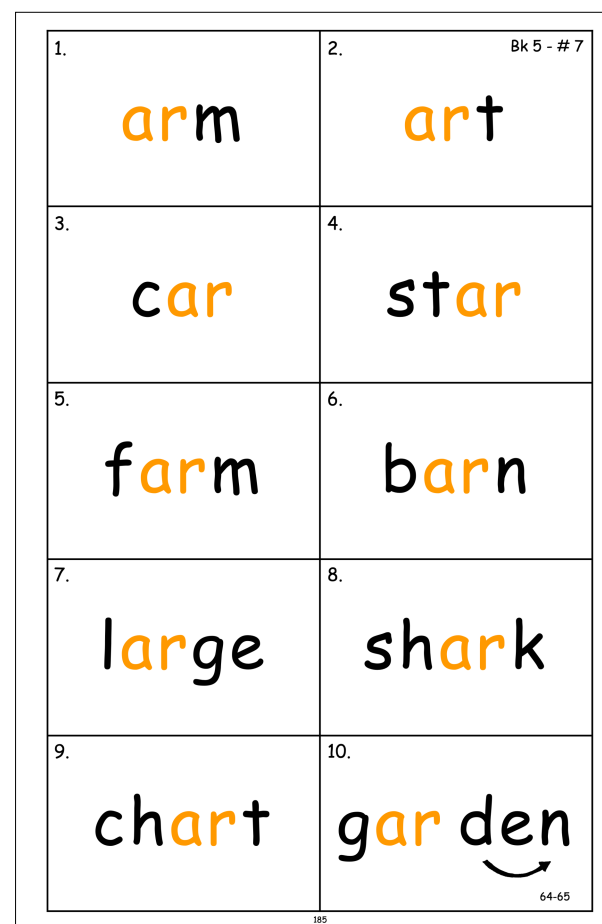 1.
arm
2.
Bk 5 - # 7
art
3.
car
4.
star
5.
farm
6.
barn
7.
large
8.
shark
9.
chart
10.
gar den
64-65
185